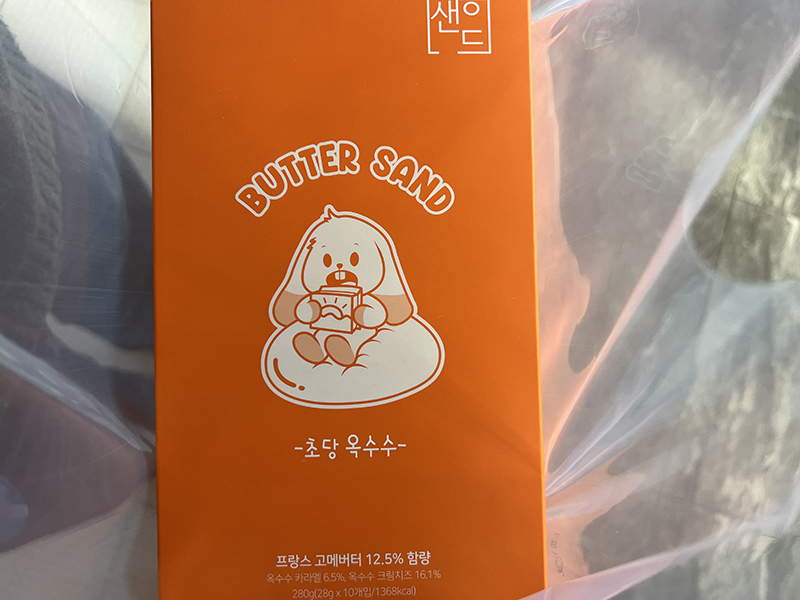 샌드
BUTTER SAND
-초당 옥수수-
프랑스 고메버터 12.5% 함량
옥수수 카라멜 6.5%, 옥수수 크림치즈 16.1%
280g(28g x 10개입/1368kcal)